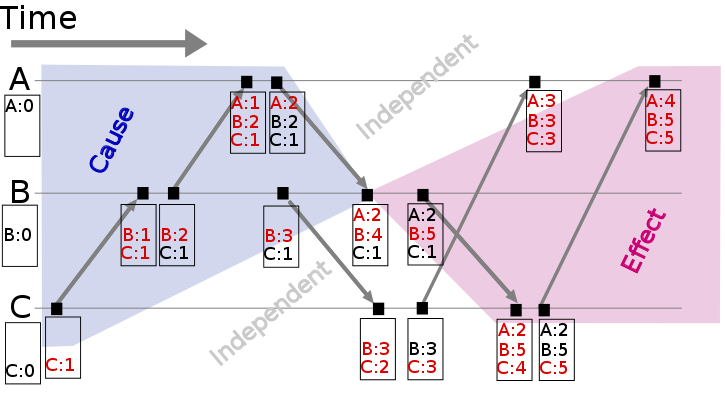 Time
Independent
A
A:0
A:1
B:2
C:1
A:2
B:2
C:1
A:3
B:3
C:3
A:4
B:5
C:5
Cause
B
B:0
B:1
C:1
B:2
C:1
B:3
C:1
A:2
B:4
C:1
A:2
B:5
C:1
Effect
Independent
C
C:0
C:1
B:3
C:2
B:3
C:3
A:2
B:5
C:4
A:2
B:5
C:5